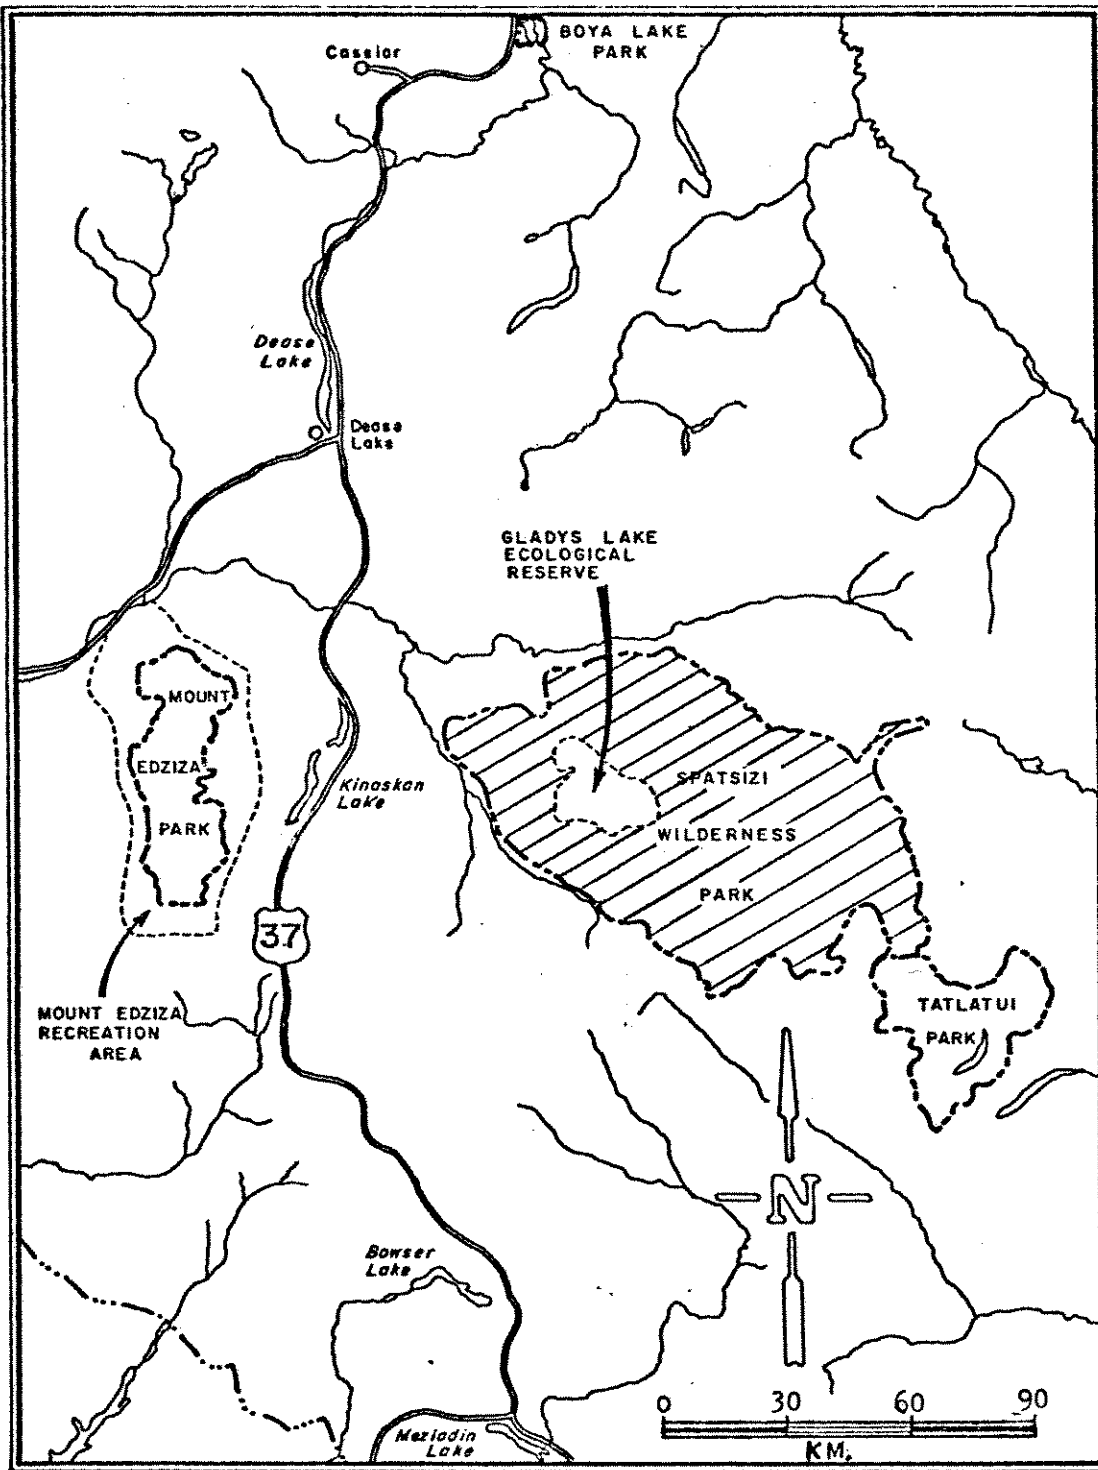 BOYA LAKE
PARK
Cassiar
Dease
Lake
Dease
Lake
GLADYS LAKE
ECOLOGICAL
RESERVE
MOUNT
EDZIZA
PARK
Kinaskan
Lake
SPATSIZI
WILDERNESS
PARK
37
MOUNT EDZIZA
RECREATION
AREA
TATLATUI
PARK
N
Bowser
Lake
Meziadin
Lake
0 30 60 90
KM.